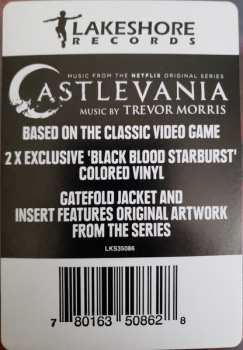 LAKESHORE
RECORDS
MUSIC FROM THE NETFLIX ORIGINAL SERIES
CASTLEVANIA
MUSIC BY TREVOR MORRIS
BASED ON THE CLASSIC VIDEO GAME
2 X EXCLUSIVE 'BLACK BLOOD STARBURST'
COLORED VINYL
GATEFOLD JACKET AND
INSERT FEATURES ORIGINAL ARTWORK
FROM THE SERIES
LKS35086
7 80163 50862 8